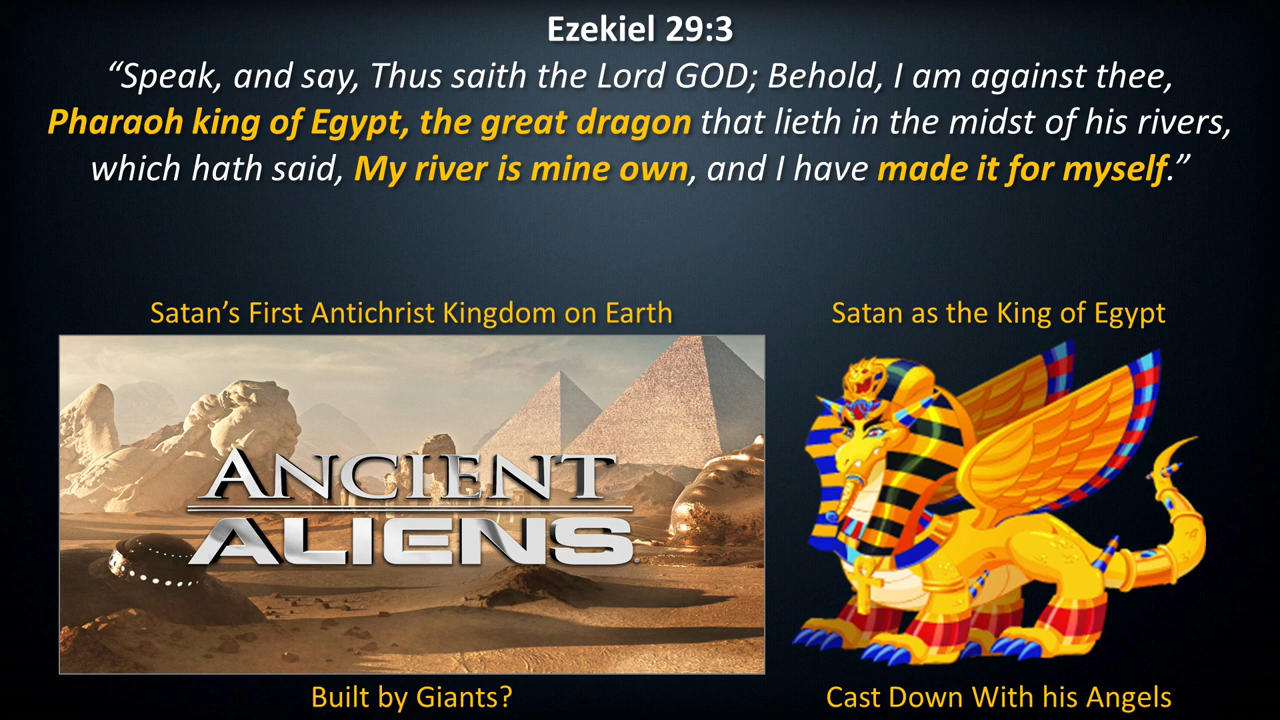 Ezekiel 29:3
“Speak, and say, Thus saith the Lord GOD; Behold, I am against thee,
Pharaoh king of Egypt, the great dragon that lieth in the midst of his rivers,
which hath said, My river is mine own, and I have made it for myself.”
Satan’s First Antichrist Kingdom on Earth
Satan as the King of Egypt
ANCIENT
ALIENS
Built by Giants?
Cast Down With his Angels